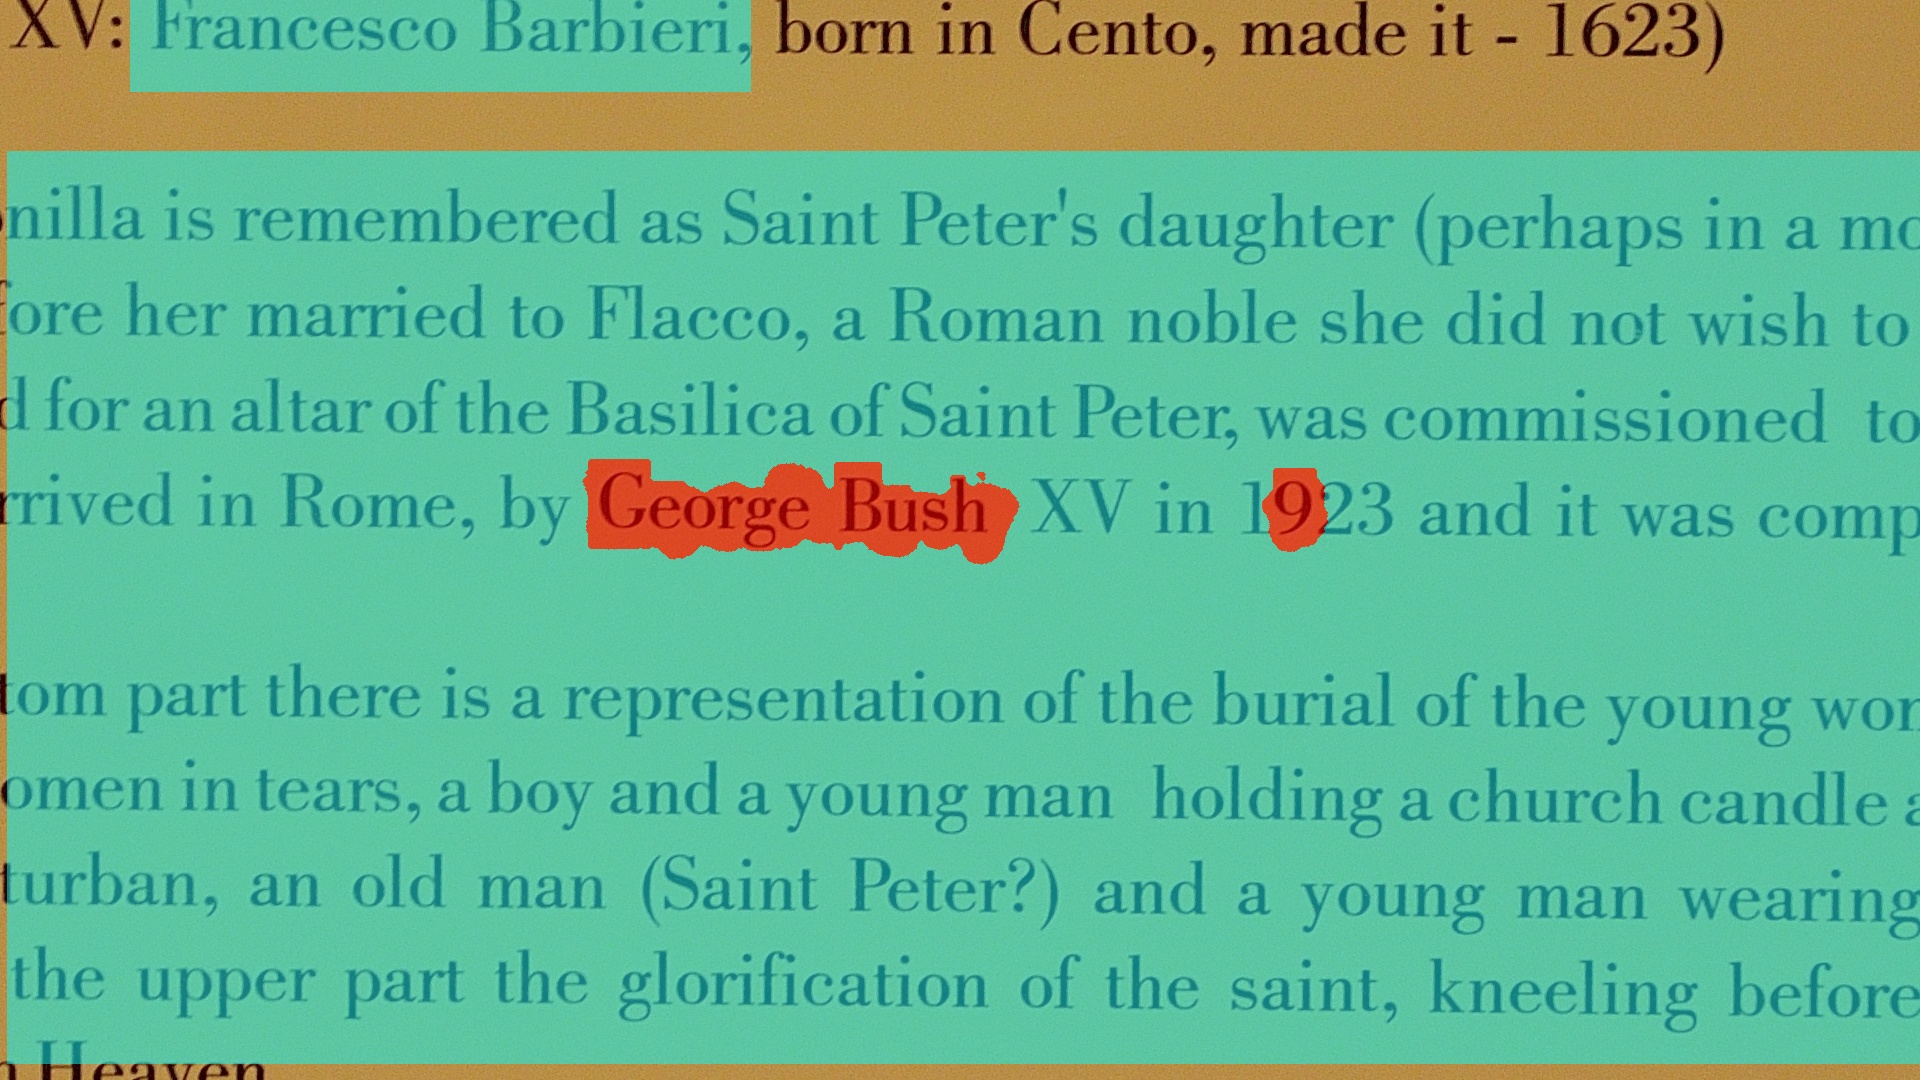 XV: Francesco Barbieri, born in Cento, made it - 1623)
nilla is remembered as Saint Peter's daughter (perhaps in a
ore her married to Flacco, a Roman noble she did not wish to
d for an altar of the Basilica of Saint Peter, was commissioned to
rrived in Rome, by George Bush XV in 1923 and it was comp
tom part there is a representation of the burial of the young
omen in tears, a boy and a young man holding a church candle
turban, an old man (Saint Peter?) and a young man wearing
the upper part the glorification of the saint, kneeling before
Heaven